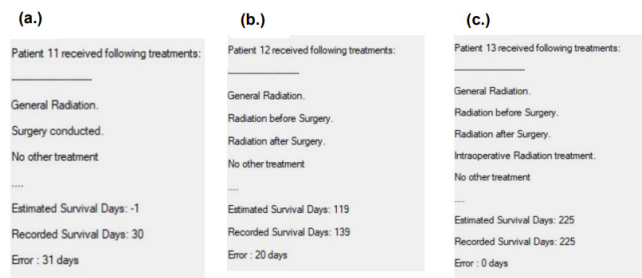 (a.)
Patient 11 received following treatments:
------------------------------
General Radiation.
Surgery conducted.
No other treatment
....
Estimated Survival Days: -1
Recorded Survival Days: 30
Error : 31 days
(b.)
Patient 12 received following treatments:
------------------------------
General Radiation.
Radiation before Surgery.
Radiation after Surgery.
No other treatment
....
Estimated Survival Days: 119
Recorded Survival Days: 139
Error : 20 days
(c.)
Patient 13 received following treatments:
------------------------------
General Radiation.
Radiation before Surgery.
Radiation after Surgery.
Intraoperative Radiation treatment.
No other treatment
....
Estimated Survival Days: 225
Recorded Survival Days: 225
Error : 0 days